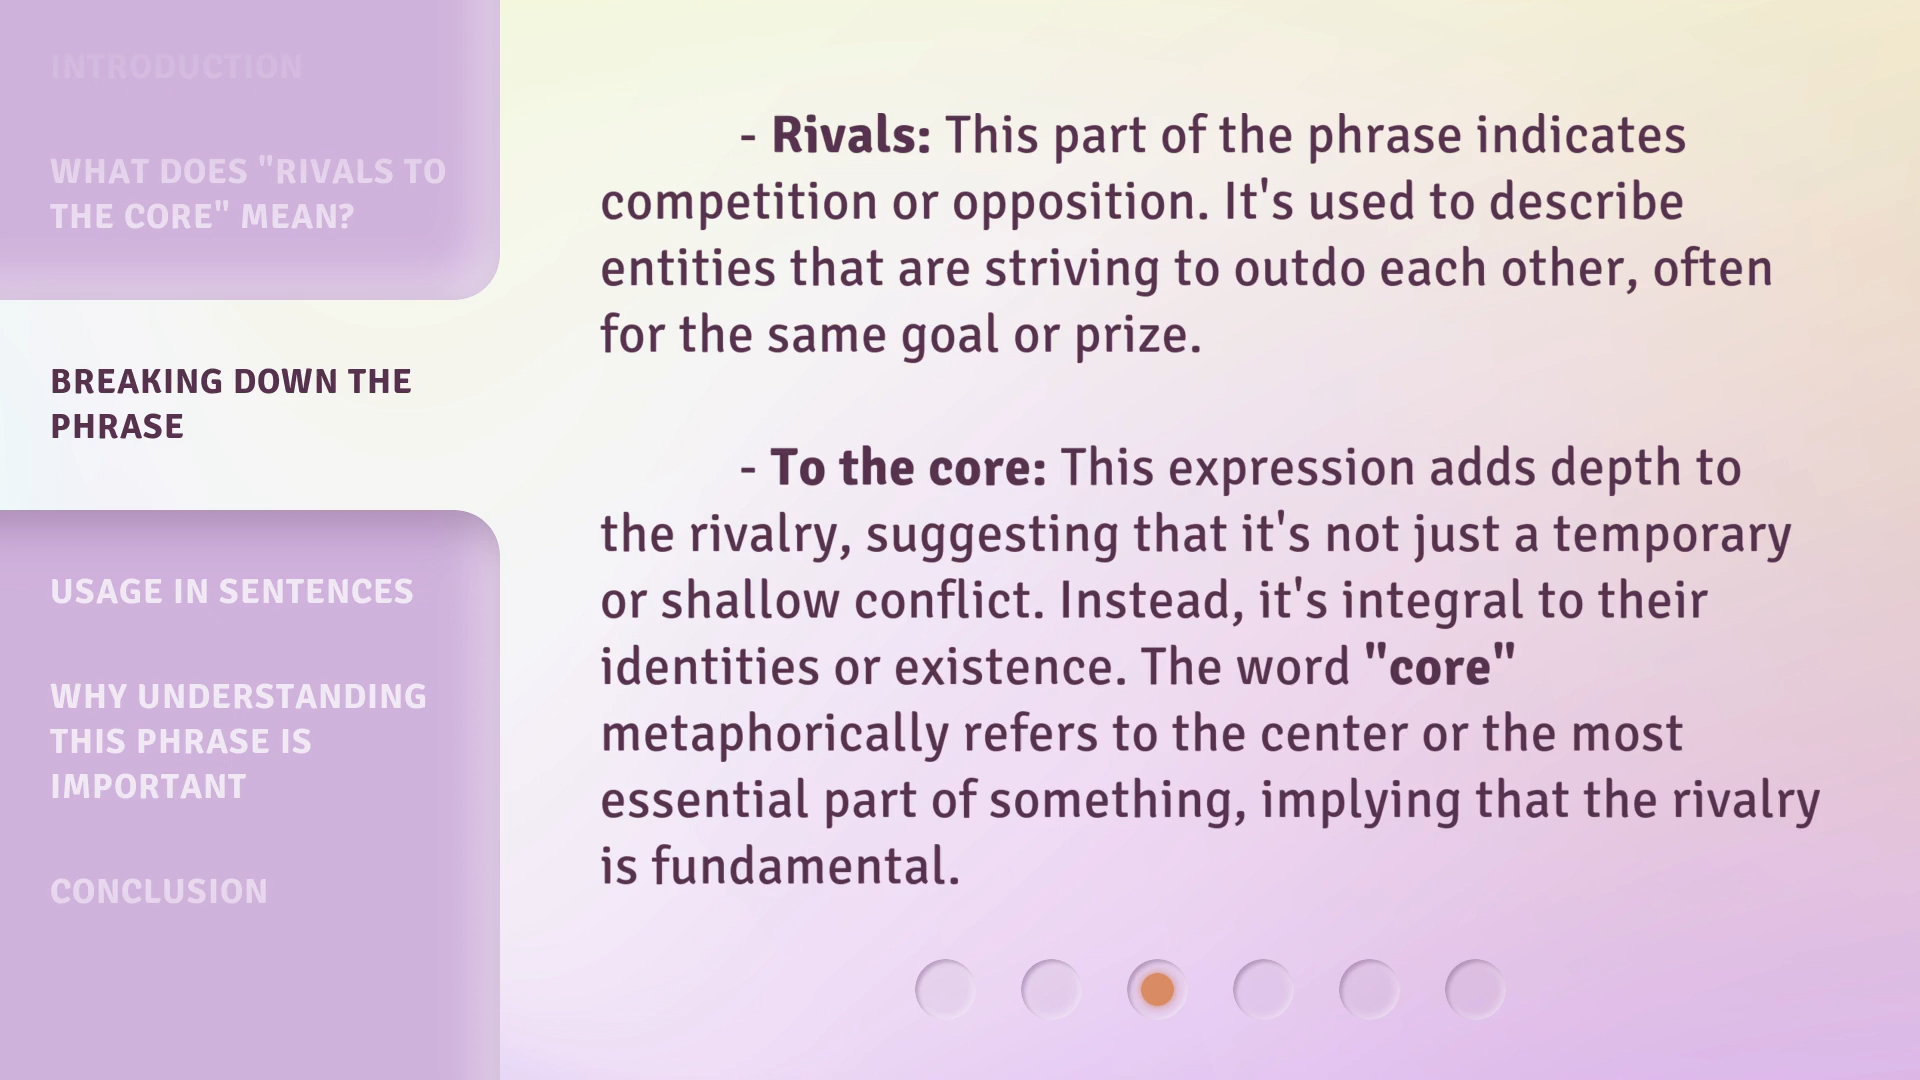 INTRODUCTION
WHAT DOES "RIVALS TO
THE CORE" MEAN?
BREAKING DOWN THE
PHRASE
USAGE IN SENTENCES
WHY UNDERSTANDING
THIS PHRASE IS
IMPORTANT
CONCLUSION
- Rivals: This part of the phrase indicates
competition or opposition. It's used to describe
entities that are striving to outdo each other, often
for the same goal or prize.
- To the core: This expression adds depth to
the rivalry, suggesting that it's not just a temporary
or shallow conflict. Instead, it's integral to their
identities or existence. The word "core"
metaphorically refers to the center or the most
essential part of something, implying that the rivalry
is fundamental.